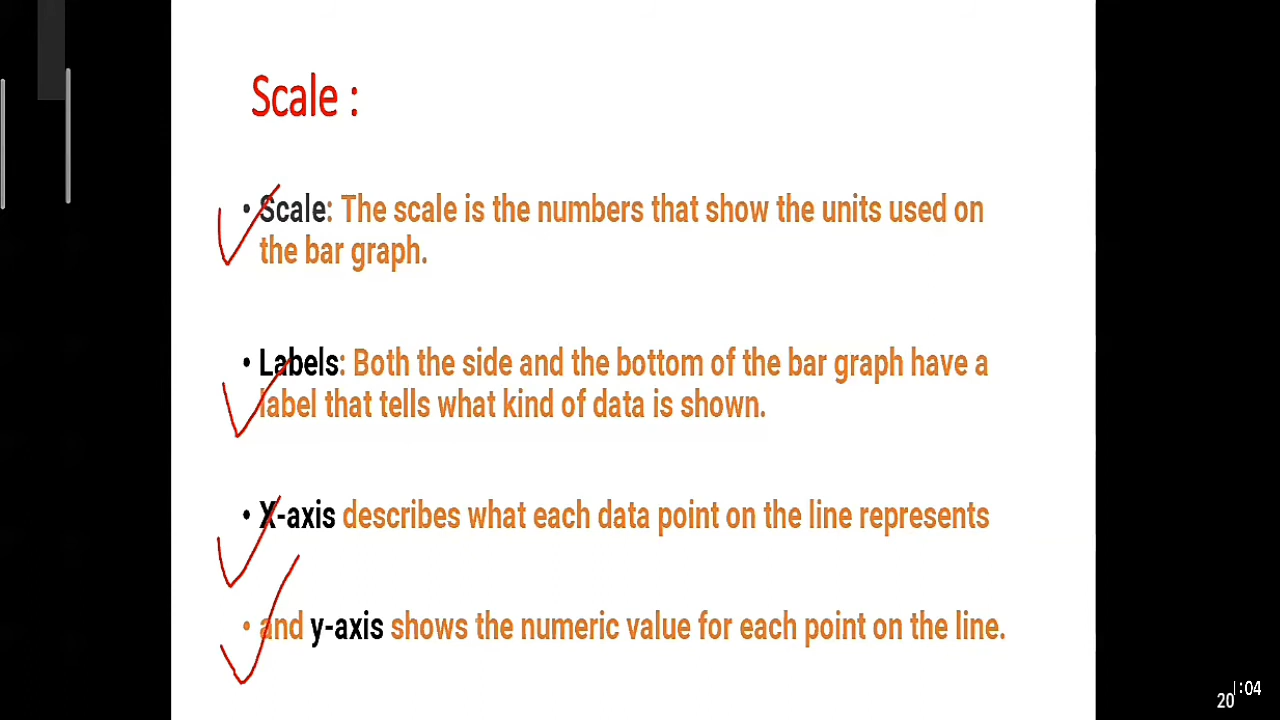 Scale :
• Scale: The scale is the numbers that show the units used on
the bar graph.
• Labels: Both the side and the bottom of the bar graph have a
label that tells what kind of data is shown.
• X-axis describes what each data point on the line represents
• and y-axis shows the numeric value for each point on the line.
20
:04